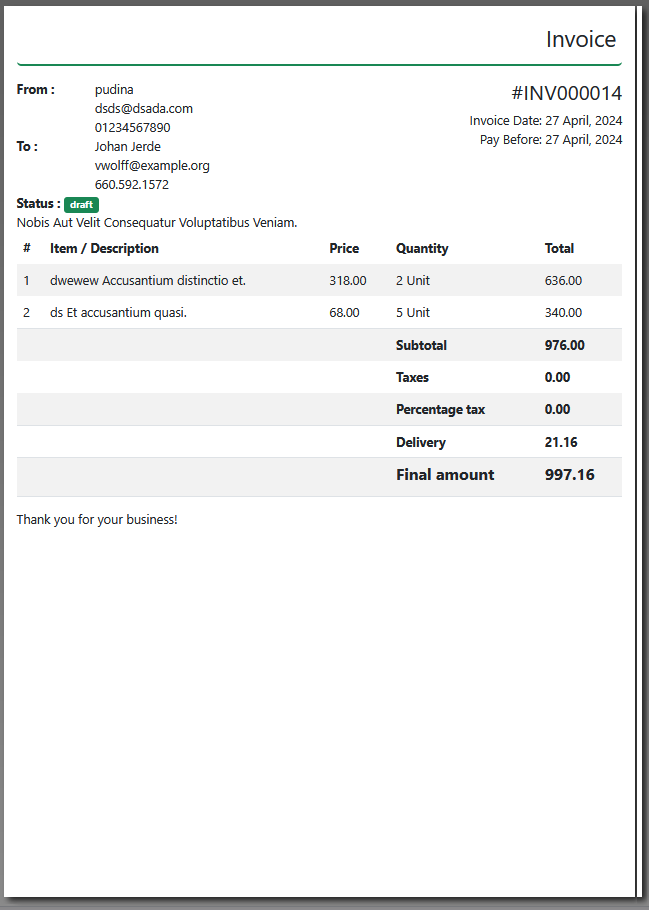 Invoice
From : pudina
dsds@dsada.com
01234567890
To : Johan Jerde
vwolff@example.org
660.592.1572
#INV000014
Invoice Date: 27 April, 2024
Pay Before: 27 April, 2024
Status : draft
Nobis Aut Velit Consequatur Voluptatibus Veniam.
# Item / Description Price Quantity Total
1 dwewew Accusantium distinctio et. 318.00 2 Unit 636.00
2 ds Et accusantium quasi. 68.00 5 Unit 340.00
Subtotal 976.00
Taxes 0.00
Percentage tax 0.00
Delivery 21.16
Final amount 997.16
Thank you for your business!